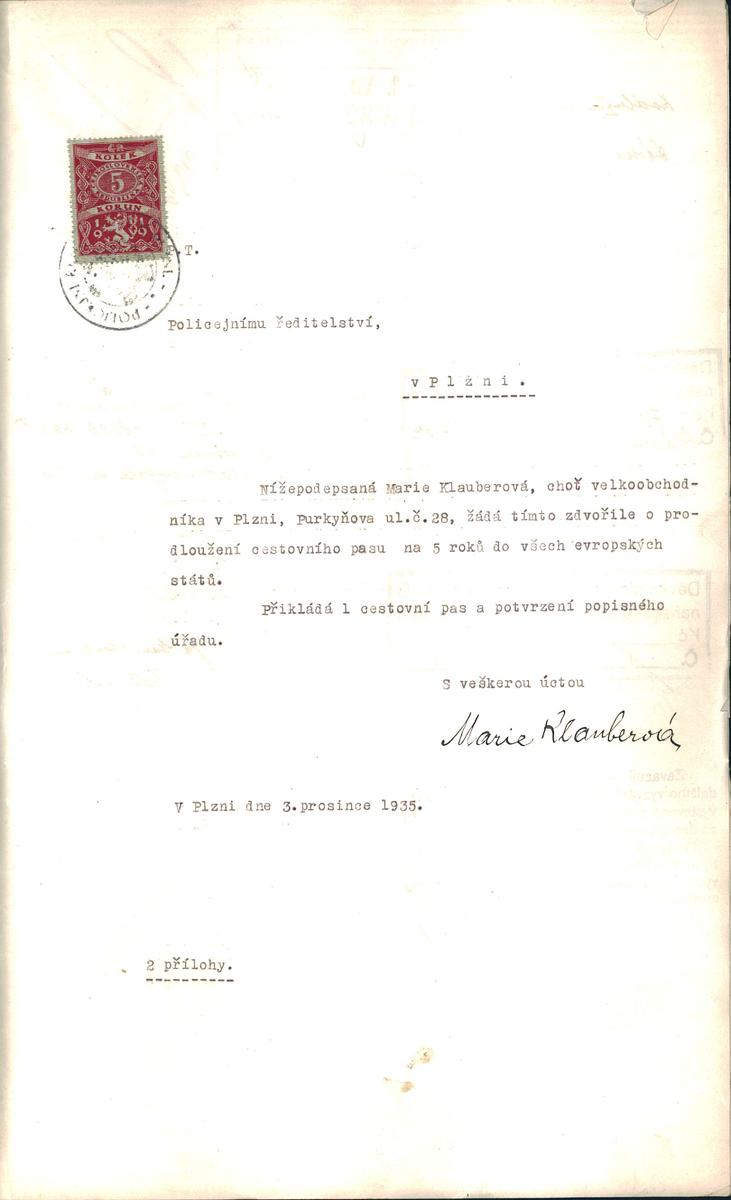 KOLEK
5
KORUN
1919
P.T.
Policejnímu ředitelství,
v Plzni.
Nížepodepsaná Marie Klauberová, choť velkoobchod-
níka v Plzni, Purkyňova ul.č.28, žádá tímto zdvořile o pro-
dloužení cestovního pasu na 5 roků do všech evropských
států.
Přikládá 1 cestovní pas a potvrzení popisného
úřadu.
S veškerou úctou
Marie Klauberová
V Plzni dne 3.prosince 1935.
2 přílohy.